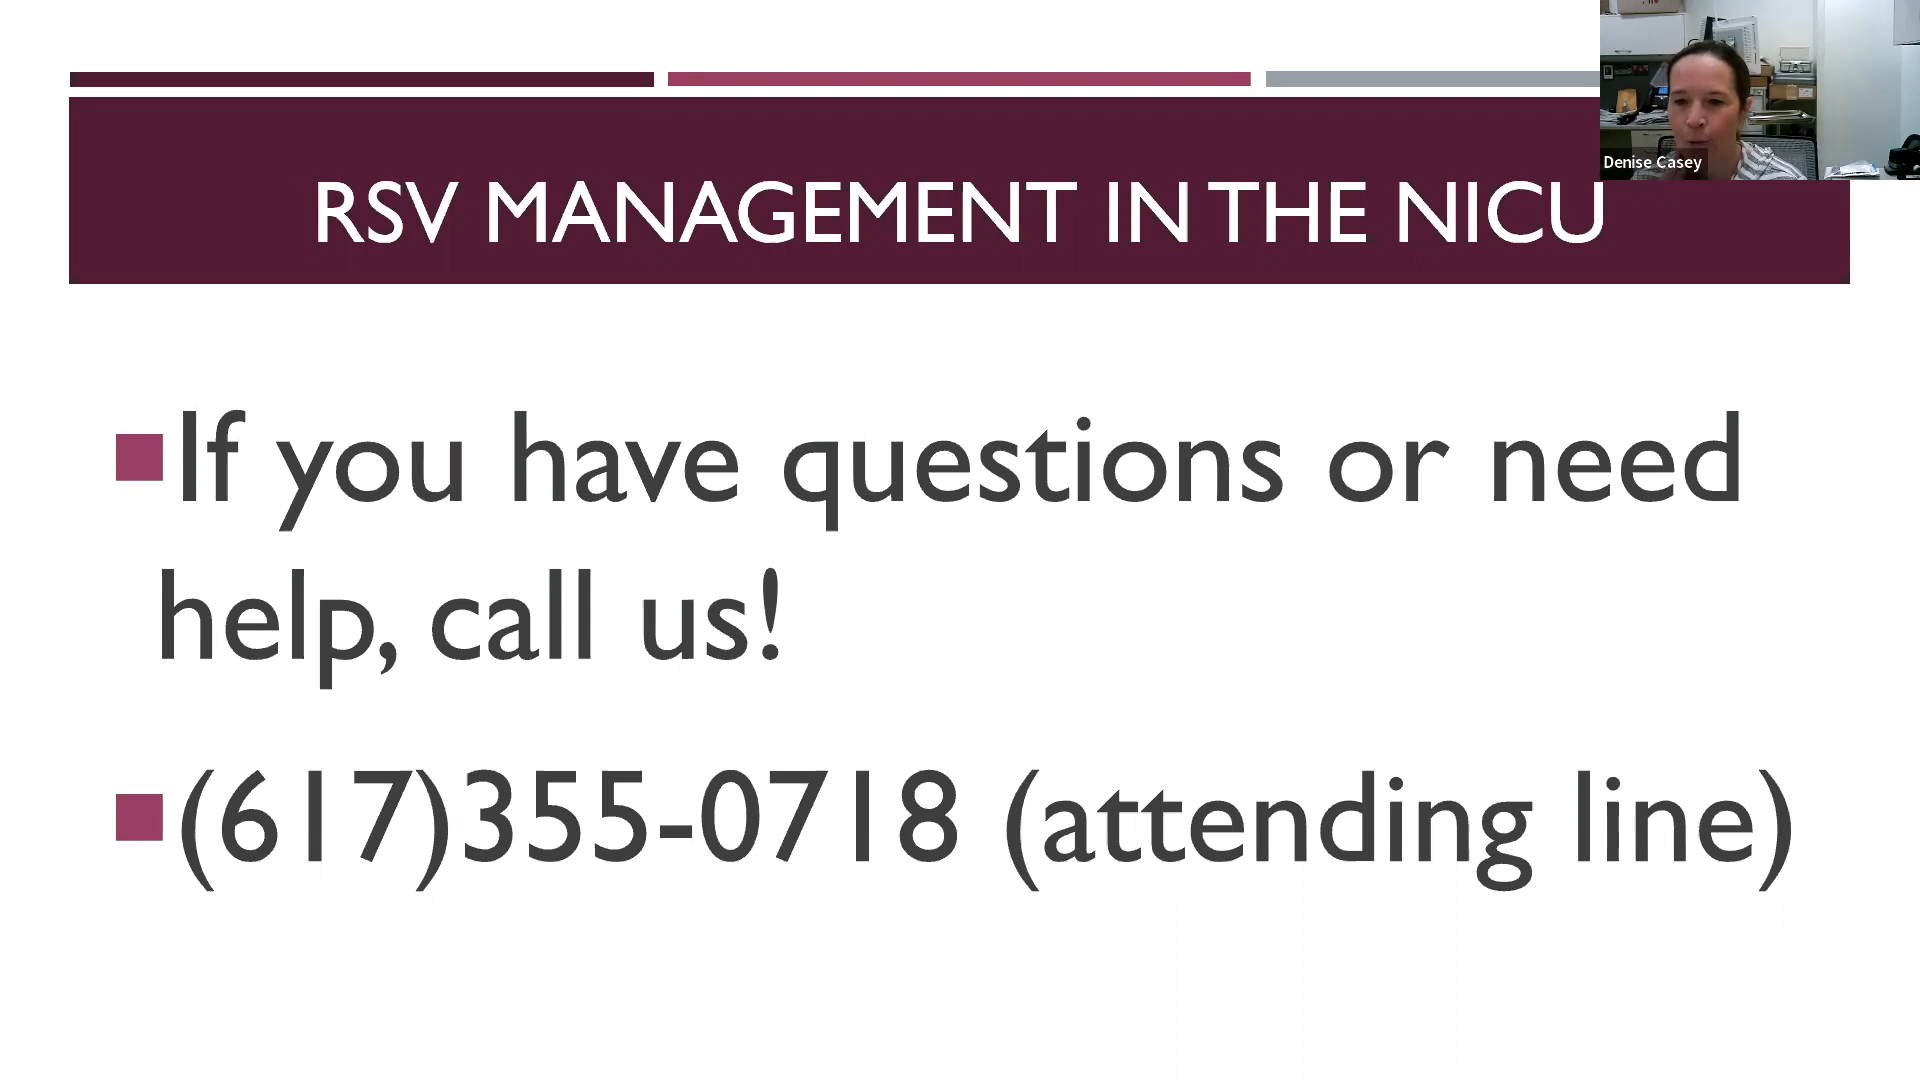 Denise Casey
RSV MANAGEMENT IN THE NICU
If you have questions or need
help, call us!
(617)355-0718 (attending line)